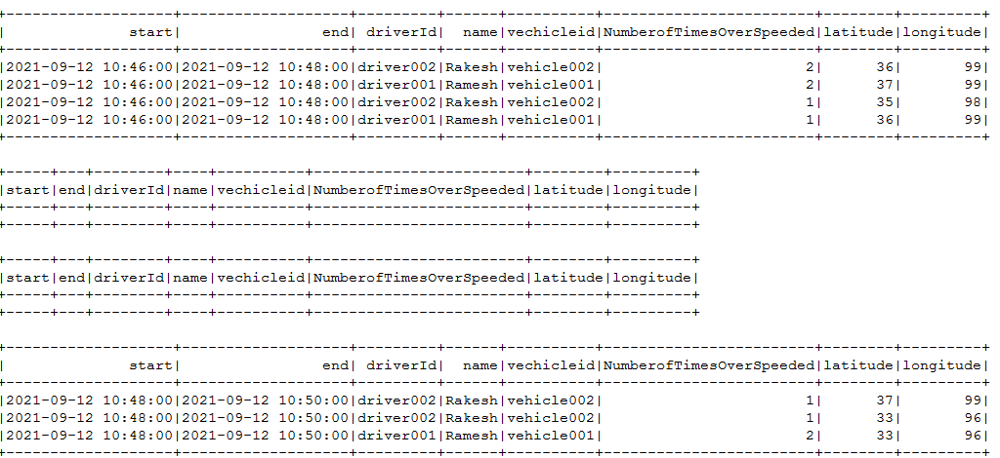 +-------------------+-------------------+---------+------+----------+------------------------+--------+---------+
|              start|                end| driverId|  name|vechicleid|NumberofTimesOverSpeeded|latitude|longitude|
+-------------------+-------------------+---------+------+----------+------------------------+--------+---------+
|2021-09-12 10:46:00|2021-09-12 10:48:00|driver002|Rakesh|vehicle002|                       2|      36|       99|
|2021-09-12 10:46:00|2021-09-12 10:48:00|driver001|Ramesh|vehicle001|                       2|      37|       99|
|2021-09-12 10:46:00|2021-09-12 10:48:00|driver002|Rakesh|vehicle002|                       1|      35|       98|
|2021-09-12 10:46:00|2021-09-12 10:48:00|driver001|Ramesh|vehicle001|                       1|      36|       99|
+-------------------+-------------------+---------+------+----------+------------------------+--------+---------+

+-----+---+--------+----+----------+------------------------+--------+---------+
|start|end|driverId|name|vechicleid|NumberofTimesOverSpeeded|latitude|longitude|
+-----+---+--------+----+----------+------------------------+--------+---------+
+-----+---+--------+----+----------+------------------------+--------+---------+

+-----+---+--------+----+----------+------------------------+--------+---------+
|start|end|driverId|name|vechicleid|NumberofTimesOverSpeeded|latitude|longitude|
+-----+---+--------+----+----------+------------------------+--------+---------+
+-----+---+--------+----+----------+------------------------+--------+---------+

+-------------------+-------------------+---------+------+----------+------------------------+--------+---------+
|              start|                end| driverId|  name|vechicleid|NumberofTimesOverSpeeded|latitude|longitude|
+-------------------+-------------------+---------+------+----------+------------------------+--------+---------+
|2021-09-12 10:48:00|2021-09-12 10:50:00|driver002|Rakesh|vehicle002|                       1|      37|       99|
|2021-09-12 10:48:00|2021-09-12 10:50:00|driver002|Rakesh|vehicle002|                       1|      33|       96|
|2021-09-12 10:48:00|2021-09-12 10:50:00|driver001|Ramesh|vehicle001|                       2|      33|       96|
+-------------------+-------------------+---------+------+----------+------------------------+--------+---------+